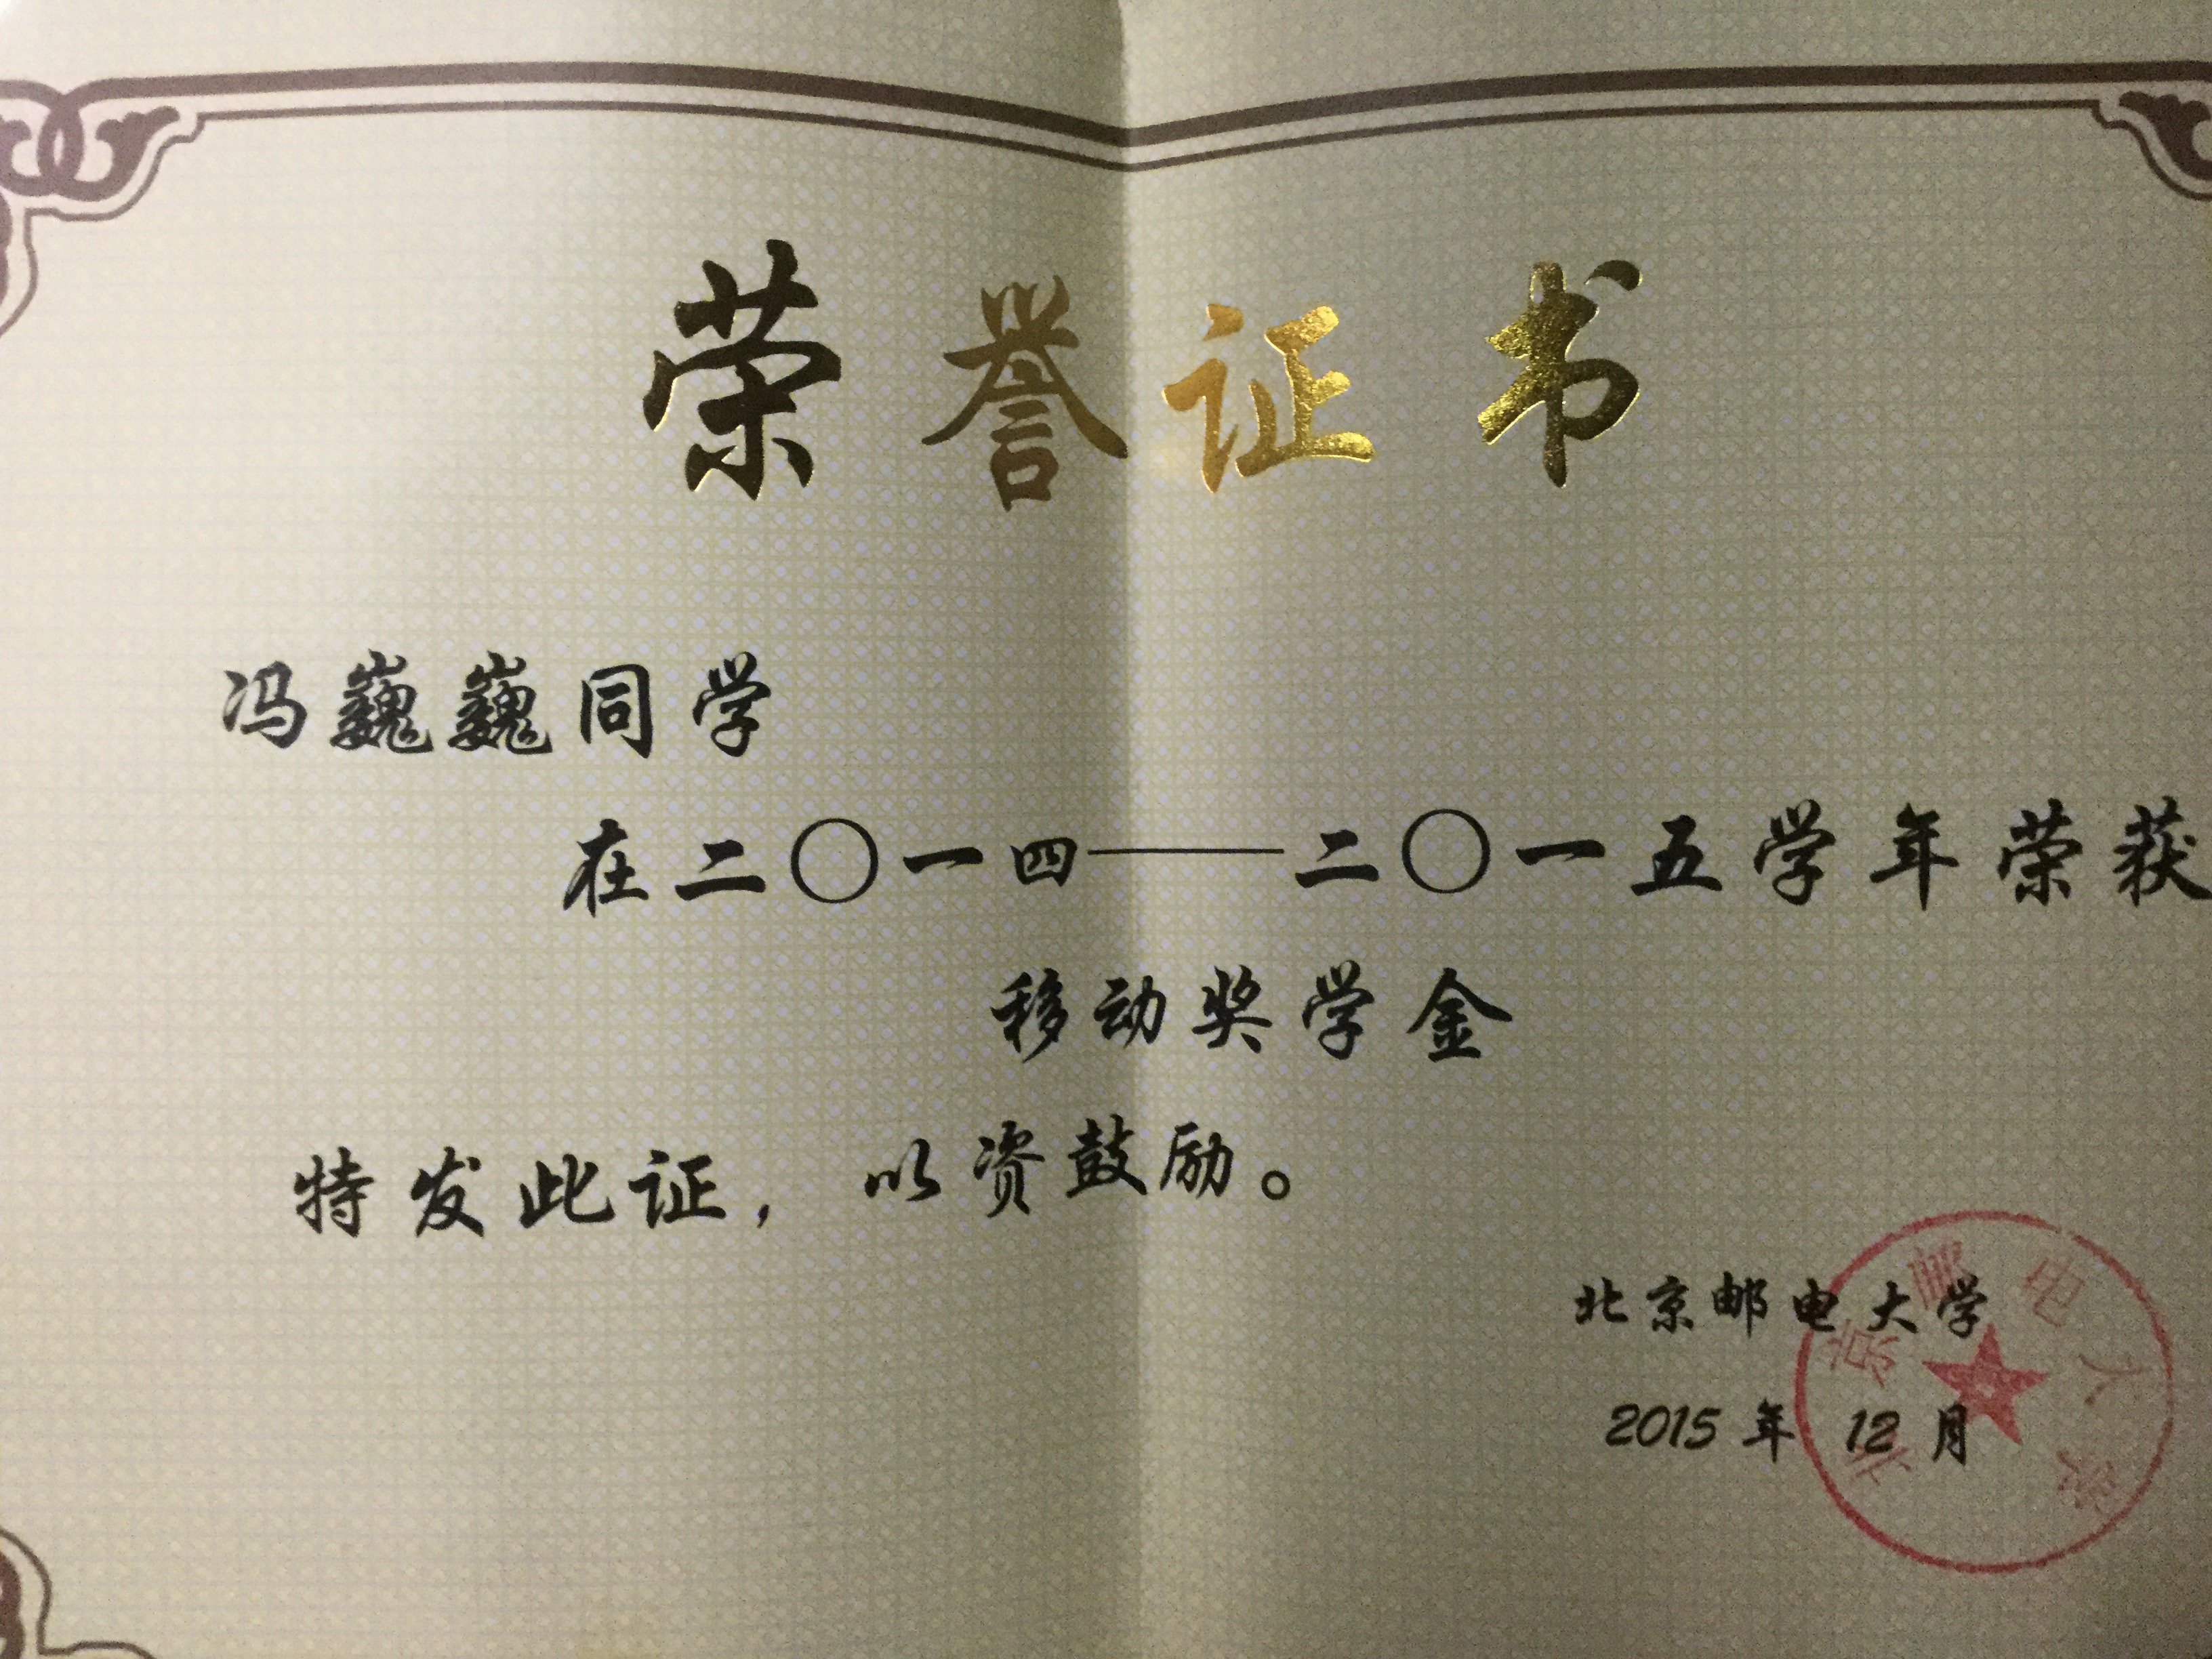 荣誉证书
冯巍巍同学
在二〇一四——二〇一五学年荣获
移动奖学金
特发此证，以资鼓励。
北京邮电大学
2015 年 12 月
北京邮电大学